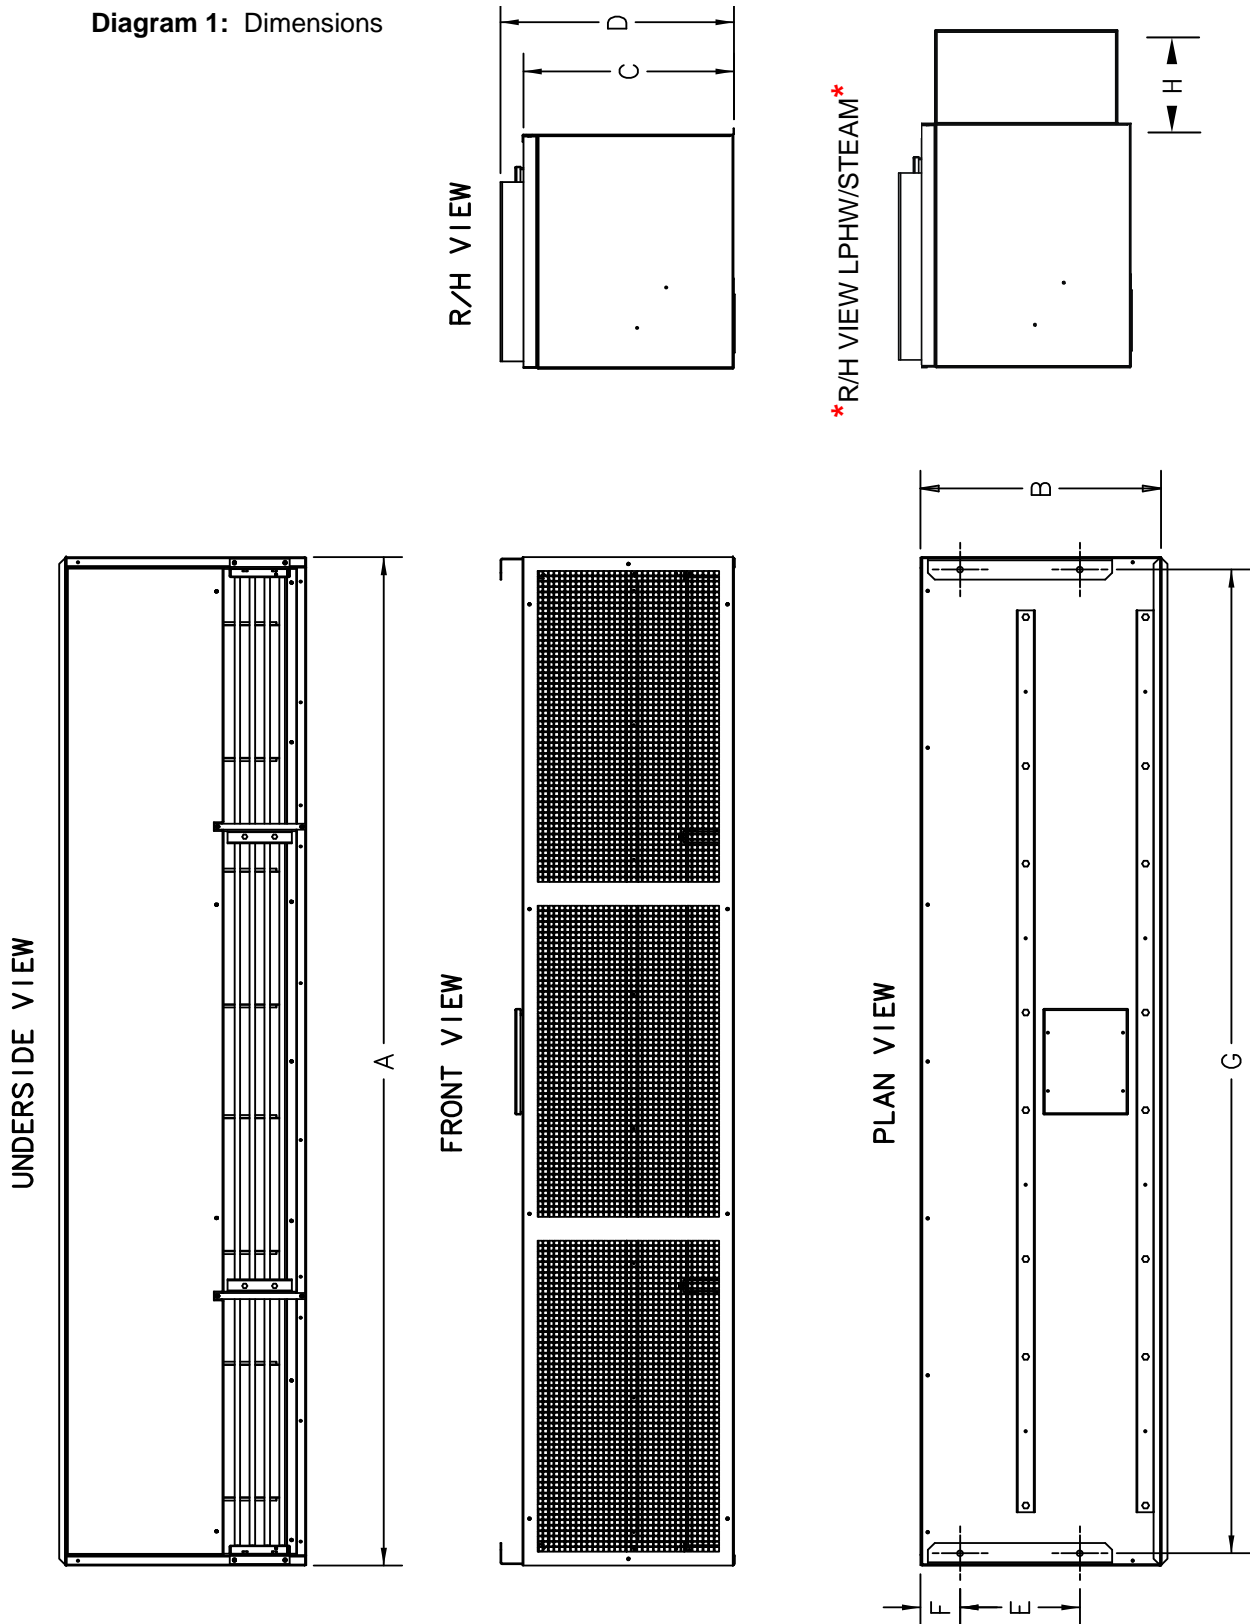 Diagram 1: Dimensions
D
C
R/H VIEW
H
*R/H VIEW LPHW/STEAM*
UNDERSIDE VIEW
A
FRONT VIEW
B
PLAN VIEW
G
F
E